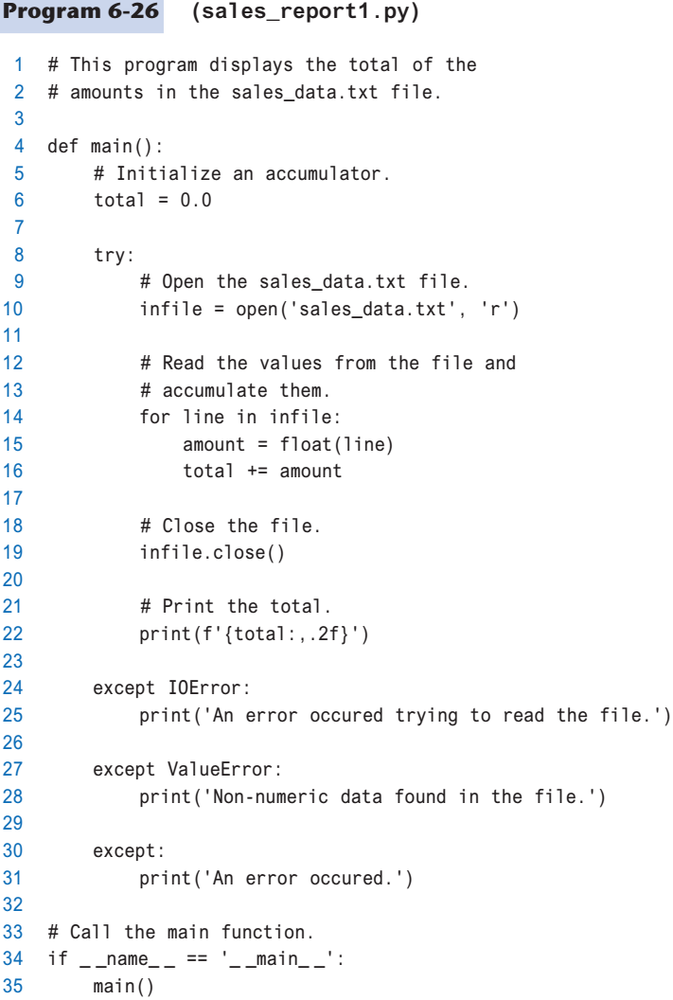 Program 6-26 (sales_report1.py)
1 # This program displays the total of the
2 # amounts in the sales_data.txt file.
3
4 def main():
5     # Initialize an accumulator.
6     total = 0.0
7
8     try:
9         # Open the sales_data.txt file.
10         infile = open('sales_data.txt', 'r')
11
12         # Read the values from the file and
13         # accumulate them.
14         for line in infile:
15             amount = float(line)
16             total += amount
17
18         # Close the file.
19         infile.close()
20
21         # Print the total.
22         print(f'{total:,.2f}')
23
24     except IOError:
25         print('An error occured trying to read the file.')
26
27     except ValueError:
28         print('Non-numeric data found in the file.')
29
30     except:
31         print('An error occured.')
32
33 # Call the main function.
34 if _ _name_ _ == '_ _main_ _':
35     main()